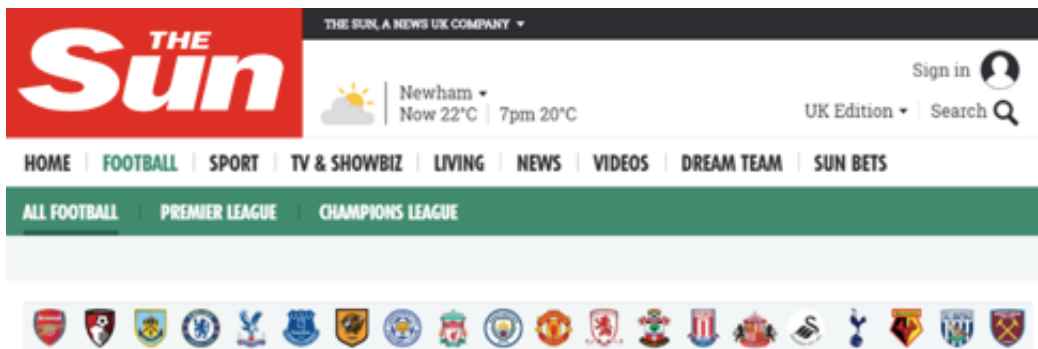 THE SUN, A NEWS UK COMPANY
THE
Sun
Sign in
Newham
Now 22°C 7pm 20°C
UK Edition Search
HOME FOOTBALL SPORT TV & SHOWBIZ LIVING NEWS VIDEOS DREAM TEAM SUN BETS
ALL FOOTBALL PREMIER LEAGUE CHAMPIONS LEAGUE